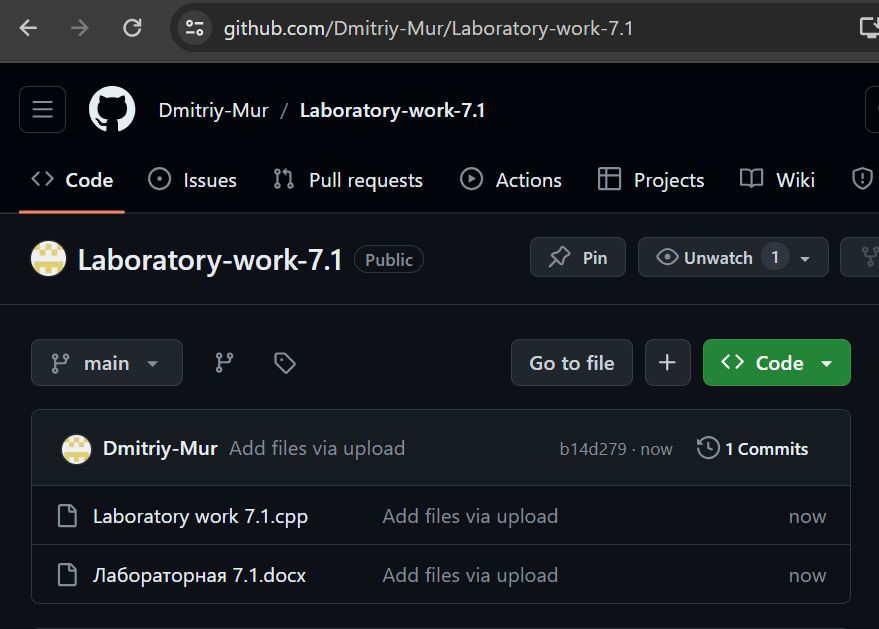 github.com/Dmitriy-Mur/Laboratory-work-7.1
Dmitriy-Mur / Laboratory-work-7.1
Code Issues Pull requests Actions Projects Wiki
Laboratory-work-7.1 Public Pin Unwatch 1
main Go to file + Code
Dmitriy-Mur Add files via upload b14d279 · now 1 Commits
Laboratory work 7.1.cpp Add files via upload now
Лабораторная 7.1.docx Add files via upload now